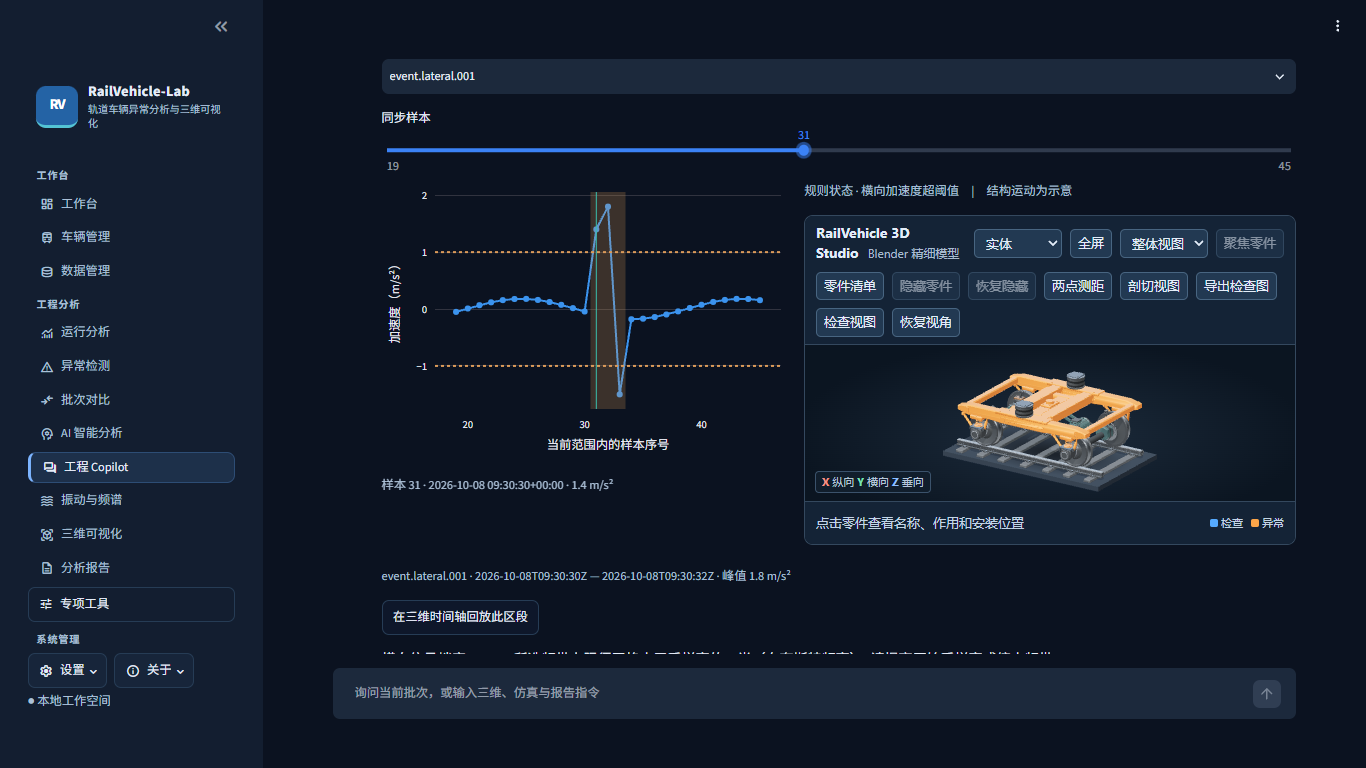 RV
RailVehicle-Lab
轨道车辆异常分析与三维可视
化
工作台
工作台
车辆管理
数据管理
工程分析
运行分析
异常检测
批次对比
AI 智能分析
工程 Copilot
振动与频谱
三维可视化
分析报告
专项工具
系统管理
设置
关于
本地工作空间
event.lateral.001
同步样本
31
19
45
2
1
0
−1
加速度（m/s²）
20
30
40
当前范围内的样本序号
样本 31 · 2026-10-08 09:30:30+00:00 · 1.4 m/s²
规则状态 · 横向加速度超阈值 | 结构运动为示意
RailVehicle 3D
Studio Blender 精细模型
实体
全屏
整体视图
聚焦零件
零件清单
隐藏零件
恢复隐藏
两点测距
剖切视图
导出检查图
检查视图
恢复视角
X 纵向 Y 横向 Z 垂向
点击零件查看名称、作用和安装位置
检查
异常
event.lateral.001 · 2026-10-08T09:30:30Z — 2026-10-08T09:30:32Z · 峰值 1.8 m/s²
在三维时间轴回放此区段
询问当前批次，或输入三维、仿真与报告指令